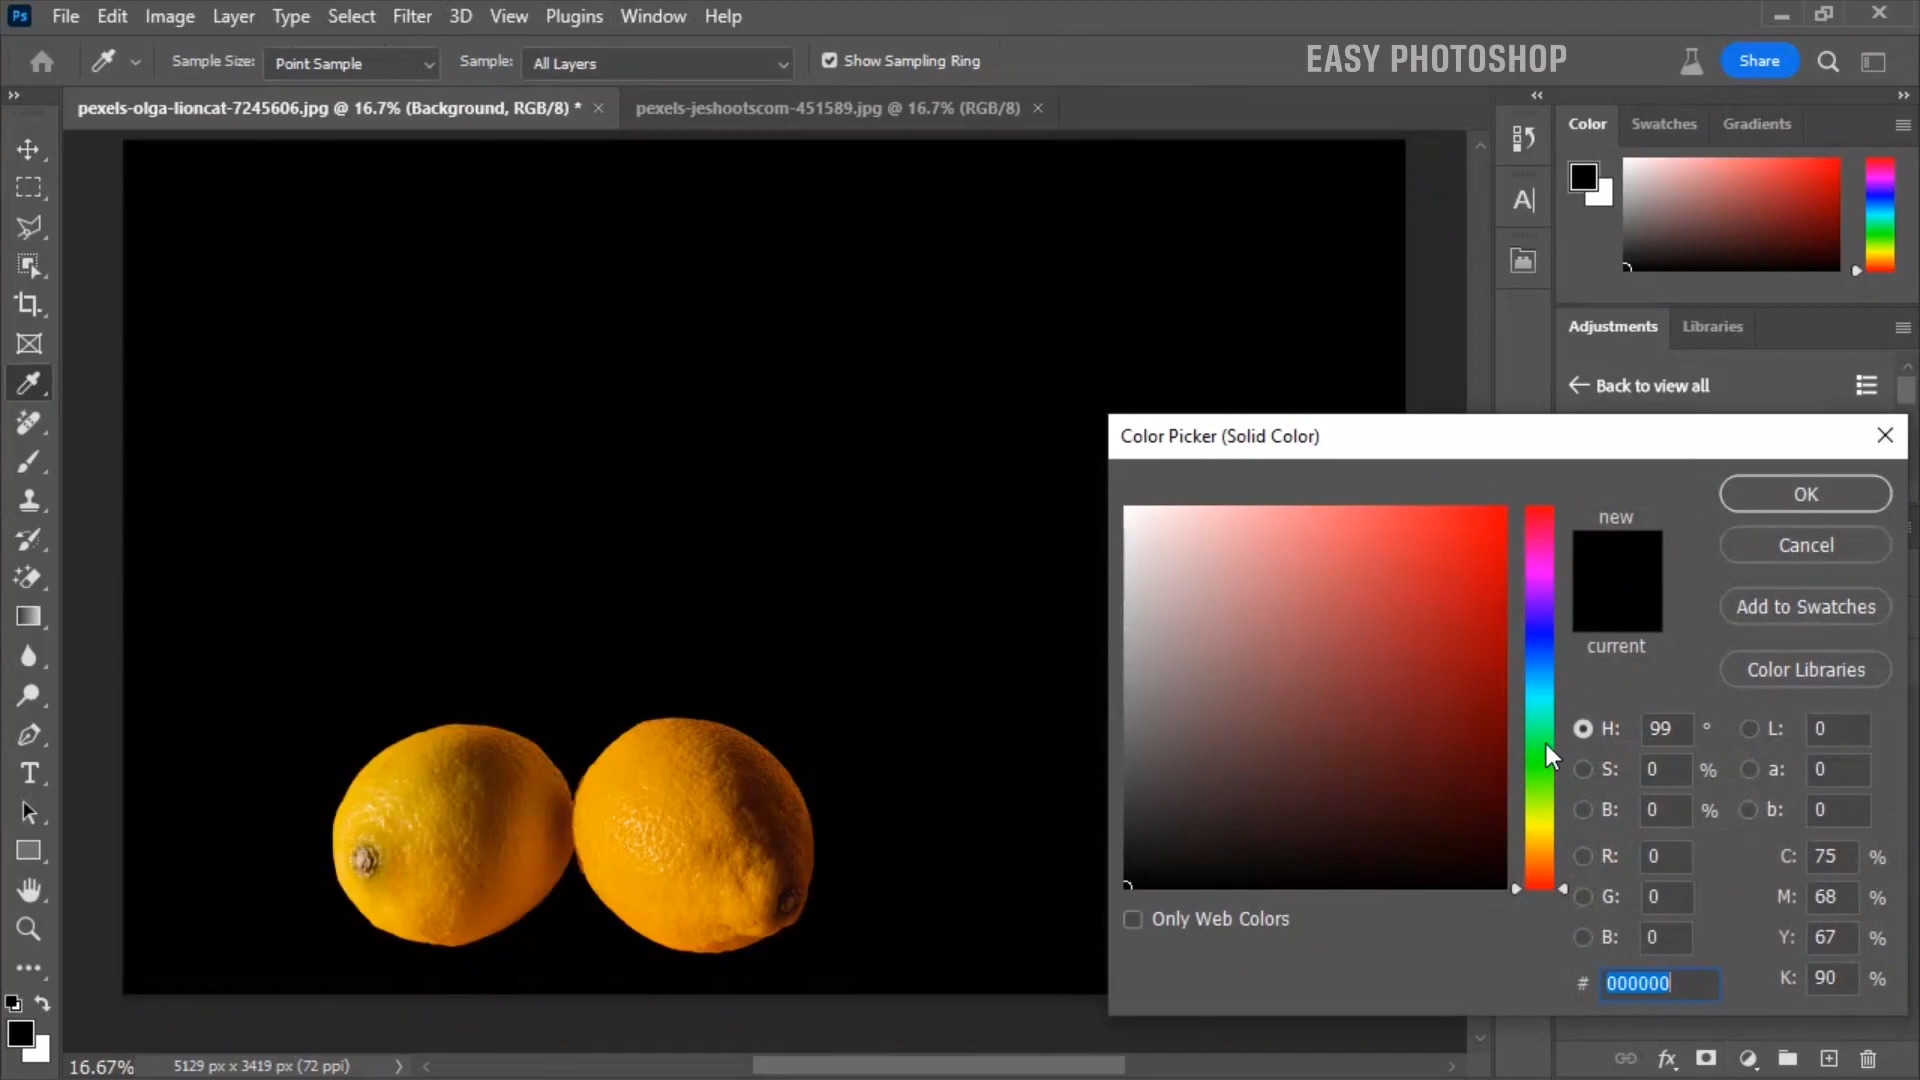 Ps File Edit Image Layer Type Select Filter 3D View Plugins Window Help
Sample Size: Point Sample Sample: All Layers Show Sampling Ring EASY PHOTOSHOP Share
pexels-olga-lioncat-7245606.jpg @ 16.7% (Background, RGB/8) * pexels-jeshootscom-451589.jpg @ 16.7% (RGB/8)
Color Swatches Gradients
Adjustments Libraries
Back to view all
Color Picker (Solid Color)
OK
new
Cancel
Add to Swatches
current
Color Libraries
H: 99 ° L: 0
S: 0 % a: 0
B: 0 % b: 0
R: 0 C: 75 %
G: 0 M: 68 %
Only Web Colors
B: 0 Y: 67 %
# 000000 K: 90 %
16.67% 5129 px x 3419 px (72 ppi)